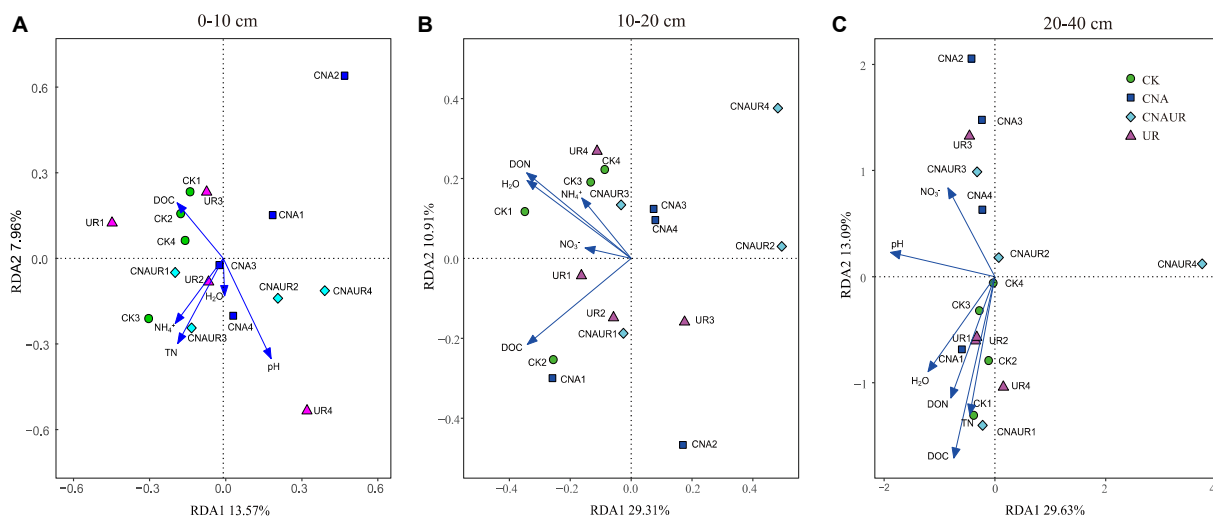 0-10 cm
10-20 cm
20-40 cm
A
B
C
RDA2 7.96%
0.6
0.3
0.0
−0.3
−0.6
CNA2
CK1
UR3
DOC
CK2
CNA1
UR1
CK4
CNA3
CNAUR1
UR2
H₂O
CNAUR2
CNAUR4
CK3
NH₄⁺
CNAUR3
CNA4
TN
pH
UR4
−0.6
−0.3
0.0
0.3
0.6
RDA1 13.57%
RDA2 10.91%
0.4
0.2
0.0
−0.2
−0.4
CNAUR4
UR4
CK4
DON
H₂O
CK3
NH₄⁺
CNAUR3
CK1
CNA3
CNA4
NO₃⁻
CNAUR2
UR1
UR2
UR3
CNAUR1
DOC
CK2
CNA1
CNA2
−0.4
−0.2
0.0
0.2
0.4
RDA1 29.31%
RDA2 13.09%
2
1
0
−1
CNA2
CK
CNA
CNAUR
UR
CNA3
UR3
CNAUR3
NO₃⁻
CNA4
pH
CNAUR2
CNAUR4
CK4
CK3
UR1
UR2
CNA1
CK2
H₂O
DON
UR4
CK1
TN
CNAUR1
DOC
−2
0
2
4
RDA1 29.63%